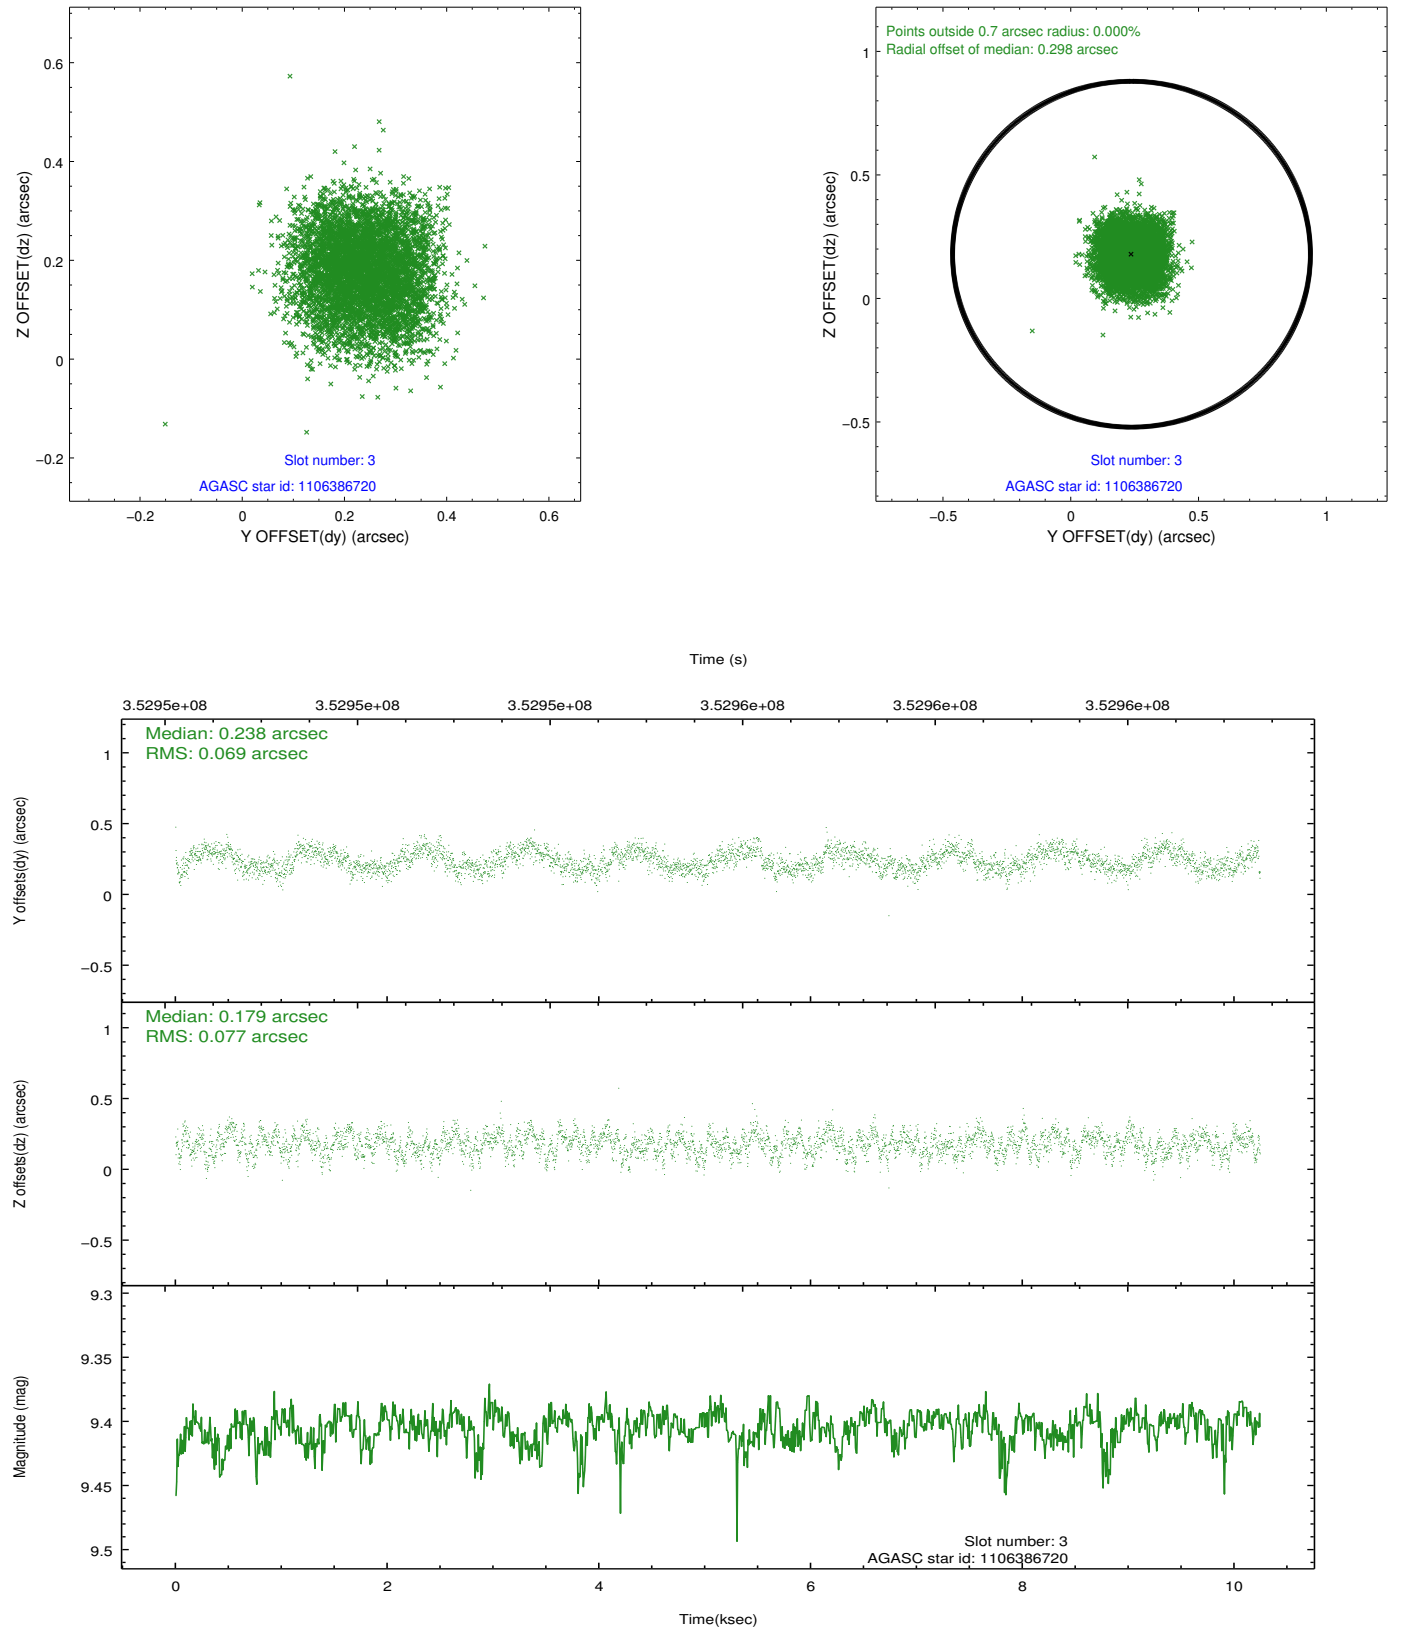 0.6
0.4
0.2
0
−0.2
Z OFFSET(dz) (arcsec)
Slot number: 3
AGASC star id: 1106386720
−0.2 0 0.2 0.4 0.6
Y OFFSET(dy) (arcsec)
Points outside 0.7 arcsec radius: 0.000%
Radial offset of median: 0.298 arcsec
1
0.5
0
−0.5
Z OFFSET(dz) (arcsec)
Slot number: 3
AGASC star id: 1106386720
−0.5 0 0.5 1
Y OFFSET(dy) (arcsec)
Time (s)
3.5295e+08 3.5295e+08 3.5295e+08 3.5296e+08 3.5296e+08 3.5296e+08
Median: 0.238 arcsec
RMS: 0.069 arcsec
1
0.5
0
−0.5
Y offsets(dy) (arcsec)
Median: 0.179 arcsec
RMS: 0.077 arcsec
1
0.5
0
−0.5
Z offsets(dz) (arcsec)
9.3
9.35
9.4
9.45
9.5
Magnitude (mag)
Slot number: 3
AGASC star id: 1106386720
0 2 4 6 8 10
Time(ksec)